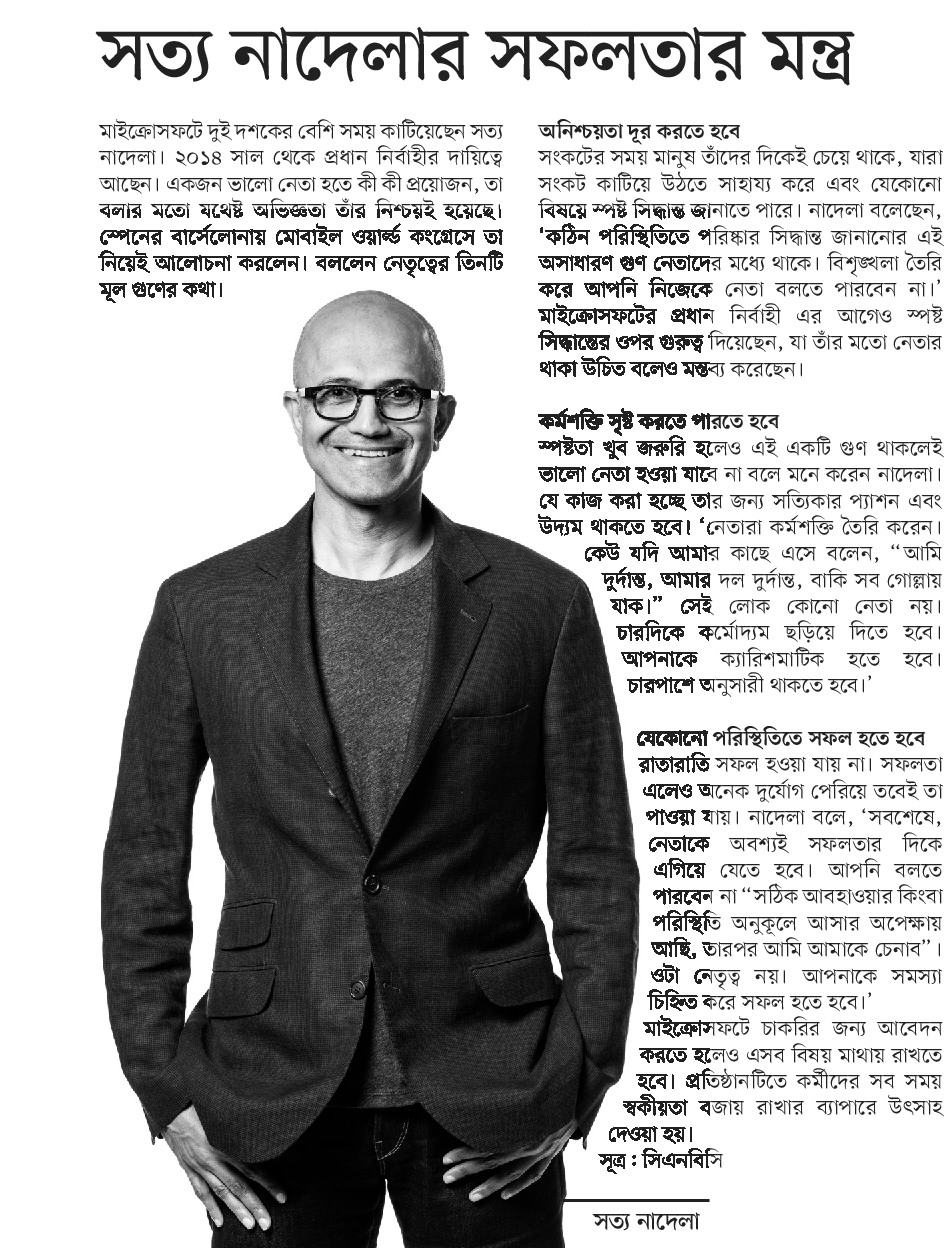 সত্য নাদেলার সফলতার মন্ত্র
মাইক্রোসফটে দুই দশকের বেশি সময় কাটিয়েছেন সত্য
নাদেলা। ২০১৪ সাল থেকে প্রধান নির্বাহীর দায়িত্বে
আছেন। একজন ভালো নেতা হতে কী কী প্রয়োজন, তা
বলার মতো যথেষ্ট অভিজ্ঞতা তাঁর নিশ্চয়ই হয়েছে।
স্পেনের বার্সেলোনায় মোবাইল ওয়ার্ল্ড কংগ্রেসে তা
নিয়েই আলোচনা করলেন। বললেন নেতৃত্বের তিনটি
মূল গুণের কথা।
অনিশ্চয়তা দূর করতে হবে
সংকটের সময় মানুষ তাঁদের দিকেই চেয়ে থাকে, যারা
সংকট কাটিয়ে উঠতে সাহায্য করে এবং যেকোনো
বিষয়ে স্পষ্ট সিদ্ধান্ত জানাতে পারে। নাদেলা বলেছেন,
‘কঠিন পরিস্থিতিতে পরিষ্কার সিদ্ধান্ত জানানোর এই
অসাধারণ গুণ নেতাদের মধ্যে থাকে। বিশৃঙ্খলা তৈরি
করে আপনি নিজেকে নেতা বলতে পারবেন না।’
মাইক্রোসফটের প্রধান নির্বাহী এর আগেও স্পষ্ট
সিদ্ধান্তের ওপর গুরুত্ব দিয়েছেন, যা তাঁর মতো নেতার
থাকা উচিত বলেও মন্তব্য করেছেন।
কর্মশক্তি সৃষ্ট করতে পারতে হবে
স্পষ্টতা খুব জরুরি হলেও এই একটি গুণ থাকলেই
ভালো নেতা হওয়া যাবে না বলে মনে করেন নাদেলা।
যে কাজ করা হচ্ছে তার জন্য সত্যিকার প্যাশন এবং
উদ্যম থাকতে হবে। ‘নেতারা কর্মশক্তি তৈরি করেন।
কেউ যদি আমার কাছে এসে বলেন, “আমি
দুর্দান্ত, আমার দল দুর্দান্ত, বাকি সব গোল্লায়
যাক।” সেই লোক কোনো নেতা নয়।
চারদিকে কর্মোদ্যম ছড়িয়ে দিতে হবে।
আপনাকে ক্যারিশমাটিক হতে হবে।
চারপাশে অনুসারী থাকতে হবে।’
যেকোনো পরিস্থিতিতে সফল হতে হবে
রাতারাতি সফল হওয়া যায় না। সফলতা
এলেও অনেক দুর্যোগ পেরিয়ে তবেই তা
পাওয়া যায়। নাদেলা বলে, ‘সবশেষে,
নেতাকে অবশ্যই সফলতার দিকে
এগিয়ে যেতে হবে। আপনি বলতে
পারবেন না “সঠিক আবহাওয়ার কিংবা
পরিস্থিতি অনুকূলে আসার অপেক্ষায়
আছি, তারপর আমি আমাকে চেনাব”।
ওটা নেতৃত্ব নয়। আপনাকে সমস্যা
চিহ্নিত করে সফল হতে হবে।’
মাইক্রোসফটে চাকরির জন্য আবেদন
করতে হলেও এসব বিষয় মাথায় রাখতে
হবে। প্রতিষ্ঠানটিতে কর্মীদের সব সময়
স্বকীয়তা বজায় রাখার ব্যাপারে উৎসাহ
দেওয়া হয়।
সূত্র : সিএনবিসি
সত্য নাদেলা